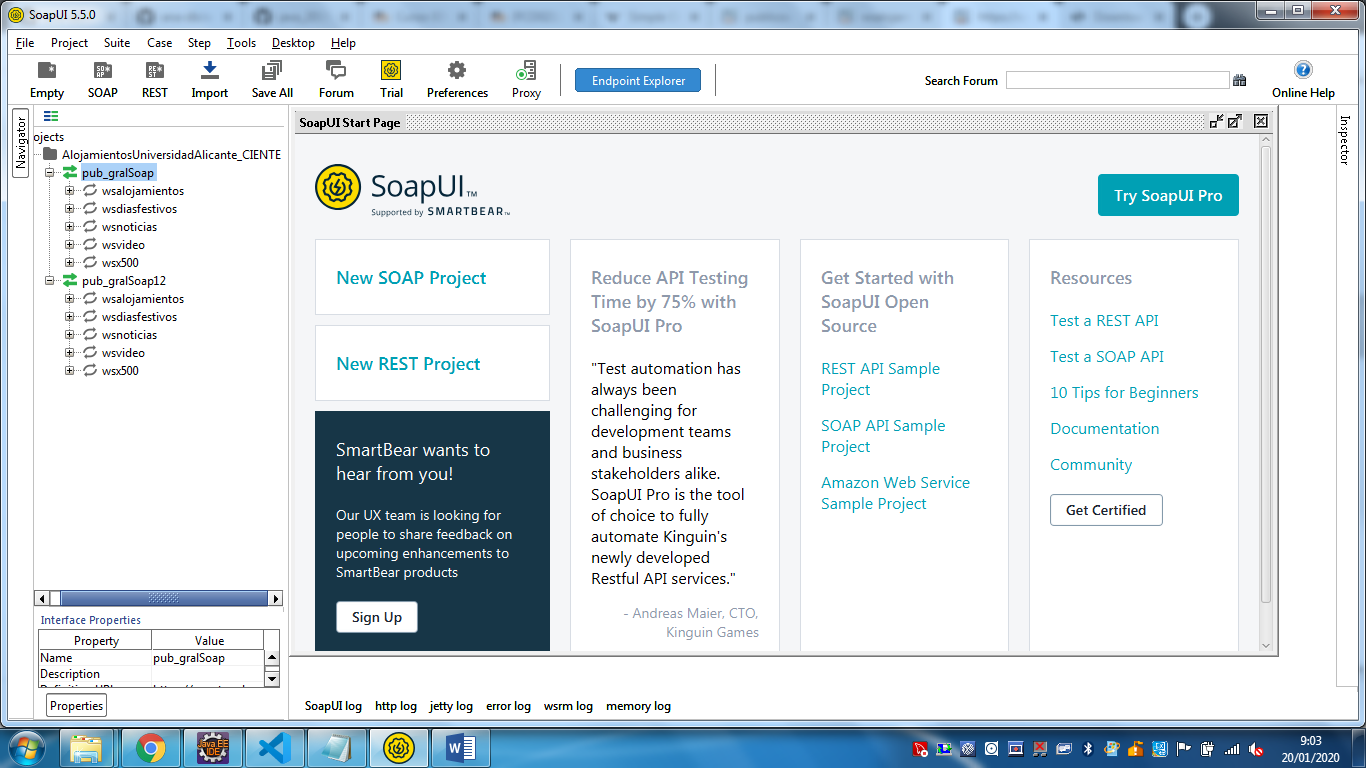 SoapUI 5.5.0
File Project Suite Case Step Tools Desktop Help
Empty SOAP REST Import Save All Forum Trial Preferences Proxy
Endpoint Explorer
Search Forum
Online Help
Navigator
ojects
AlojamientosUniversidadAlicante_CIENTE
pub_gralSoap
wsalojamientos
wsdiasfestivos
wsnoticias
wsvideo
wsx500
pub_gralSoap12
wsalojamientos
wsdiasfestivos
wsnoticias
wsvideo
wsx500
Interface Properties
Property Value
Name pub_gralSoap
Description
Properties
SoapUI Start Page
SoapUI™
Supported by SMARTBEAR™
Try SoapUI Pro
New SOAP Project
New REST Project
SmartBear wants to
hear from you!
Our UX team is looking for
people to share feedback on
upcoming enhancements to
SmartBear products
Sign Up
Reduce API Testing
Time by 75% with
SoapUI Pro
"Test automation has
always been
challenging for
development teams
and business
stakeholders alike.
SoapUI Pro is the tool
of choice to fully
automate Kinguin's
newly developed
Restful API services."
- Andreas Maier, CTO,
Kinguin Games
Get Started with
SoapUI Open
Source
REST API Sample
Project
SOAP API Sample
Project
Amazon Web Service
Sample Project
Resources
Test a REST API
Test a SOAP API
10 Tips for Beginners
Documentation
Community
Get Certified
Inspector
SoapUI log http log jetty log error log wsrm log memory log
Java EE
IDE
9:03
20/01/2020